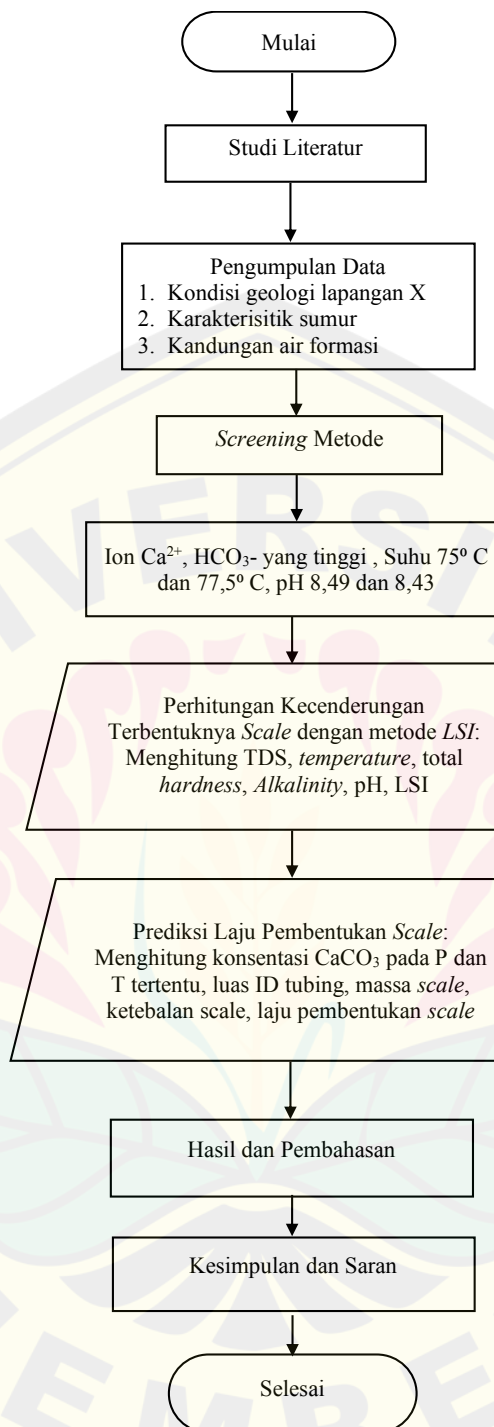 Mulai
Studi Literatur
Pengumpulan Data
1. Kondisi geologi lapangan X
2. Karakterisitik sumur
3. Kandungan air formasi
Screening Metode
Ion Ca²⁺, HCO₃- yang tinggi , Suhu 75⁰ C
dan 77,5⁰ C, pH 8,49 dan 8,43
Perhitungan Kecenderungan
Terbentuknya Scale dengan metode LSI:
Menghitung TDS, temperature, total
hardness, Alkalinity, pH, LSI
Prediksi Laju Pembentukan Scale:
Menghitung konsentasi CaCO₃ pada P dan
T tertentu, luas ID tubing, massa scale,
ketebalan scale, laju pembentukan scale
Hasil dan Pembahasan
Kesimpulan dan Saran
Selesai